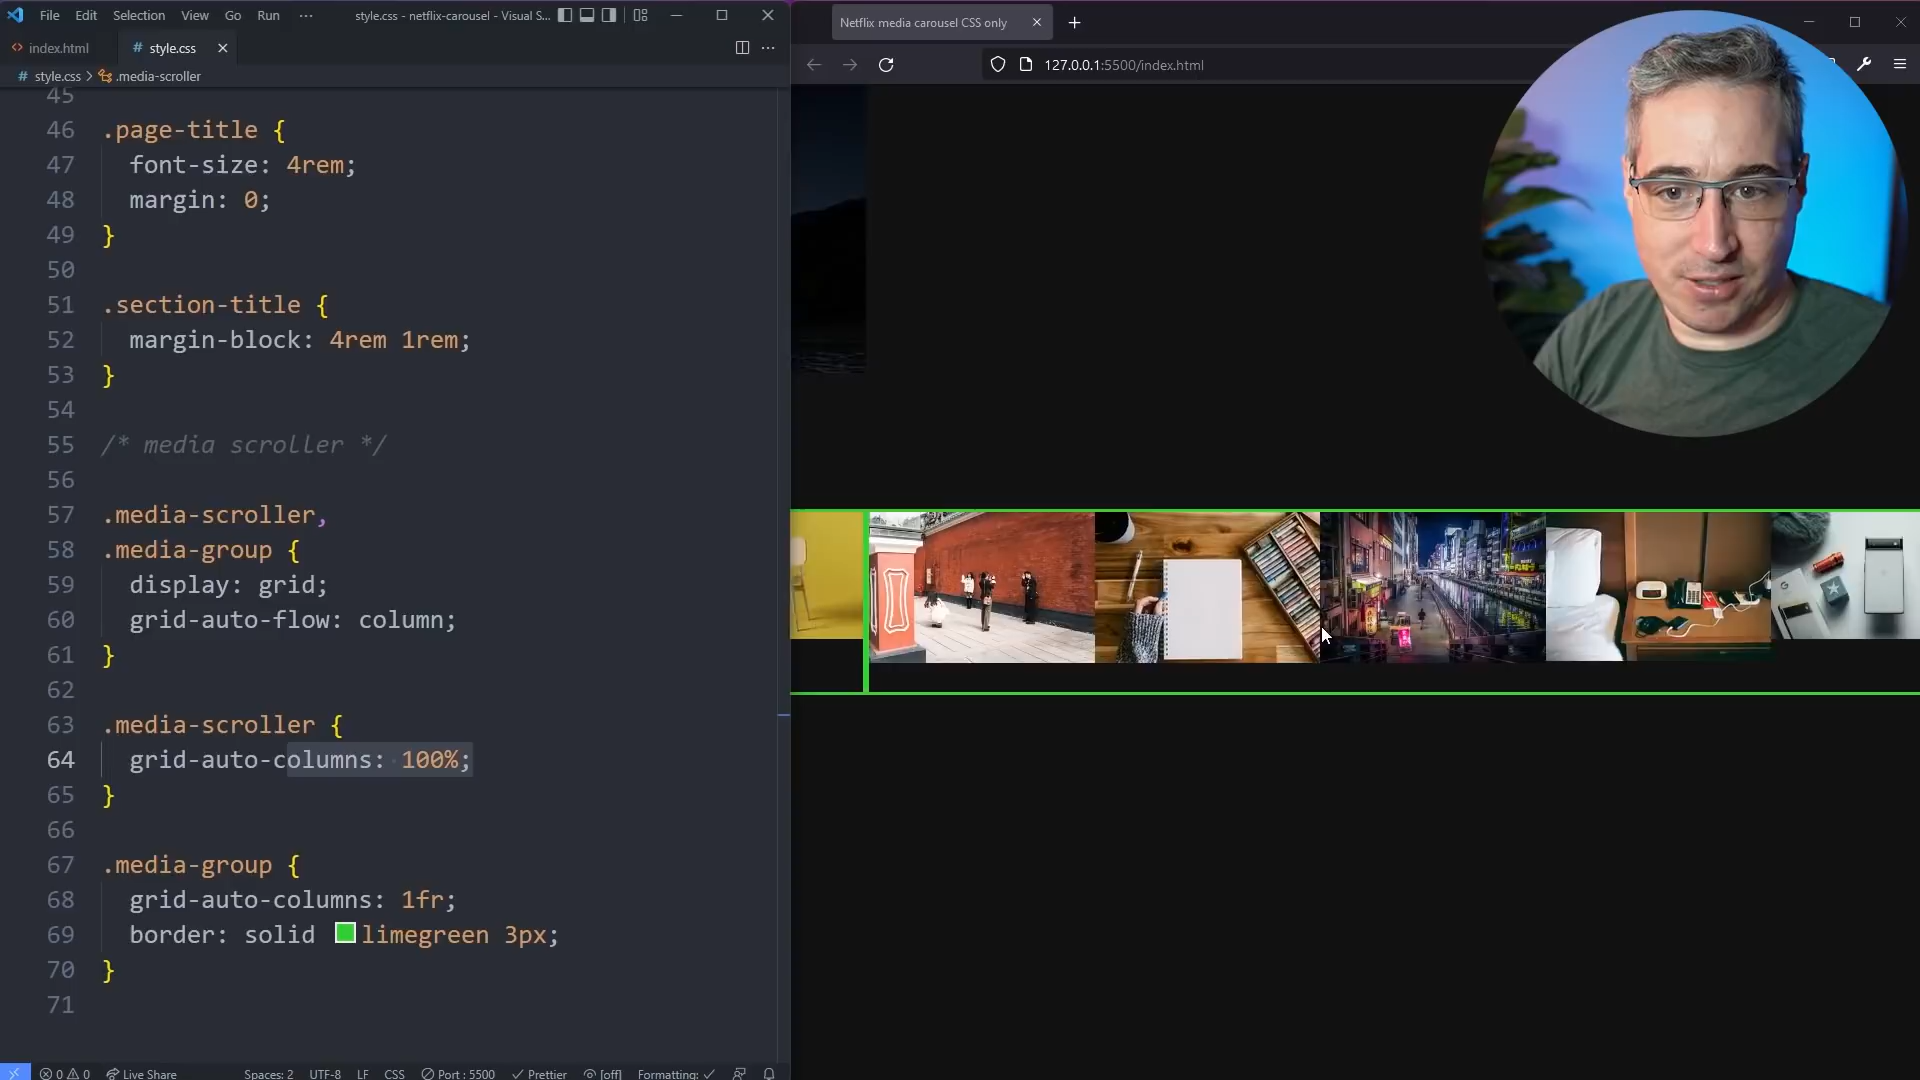 File Edit Selection View Go Run ··· style.css - netflix-carousel - Visual S...
index.html style.css
# style.css > .media-scroller
45
46 .page-title {
47 font-size: 4rem;
48 margin: 0;
49 }
50
51 .section-title {
52 margin-block: 4rem 1rem;
53 }
54
55 /* media scroller */
56
57 .media-scroller,
58 .media-group {
59 display: grid;
60 grid-auto-flow: column;
61 }
62
63 .media-scroller {
64 grid-auto-columns: 100%;
65 }
66
67 .media-group {
68 grid-auto-columns: 1fr;
69 border: solid limegreen 3px;
70 }
71
0 0 Live Share Spaces: 2 UTF-8 LF CSS Port : 5500 Prettier [off] Formatting:
Netflix media carousel CSS only
127.0.0.1:5500/index.html